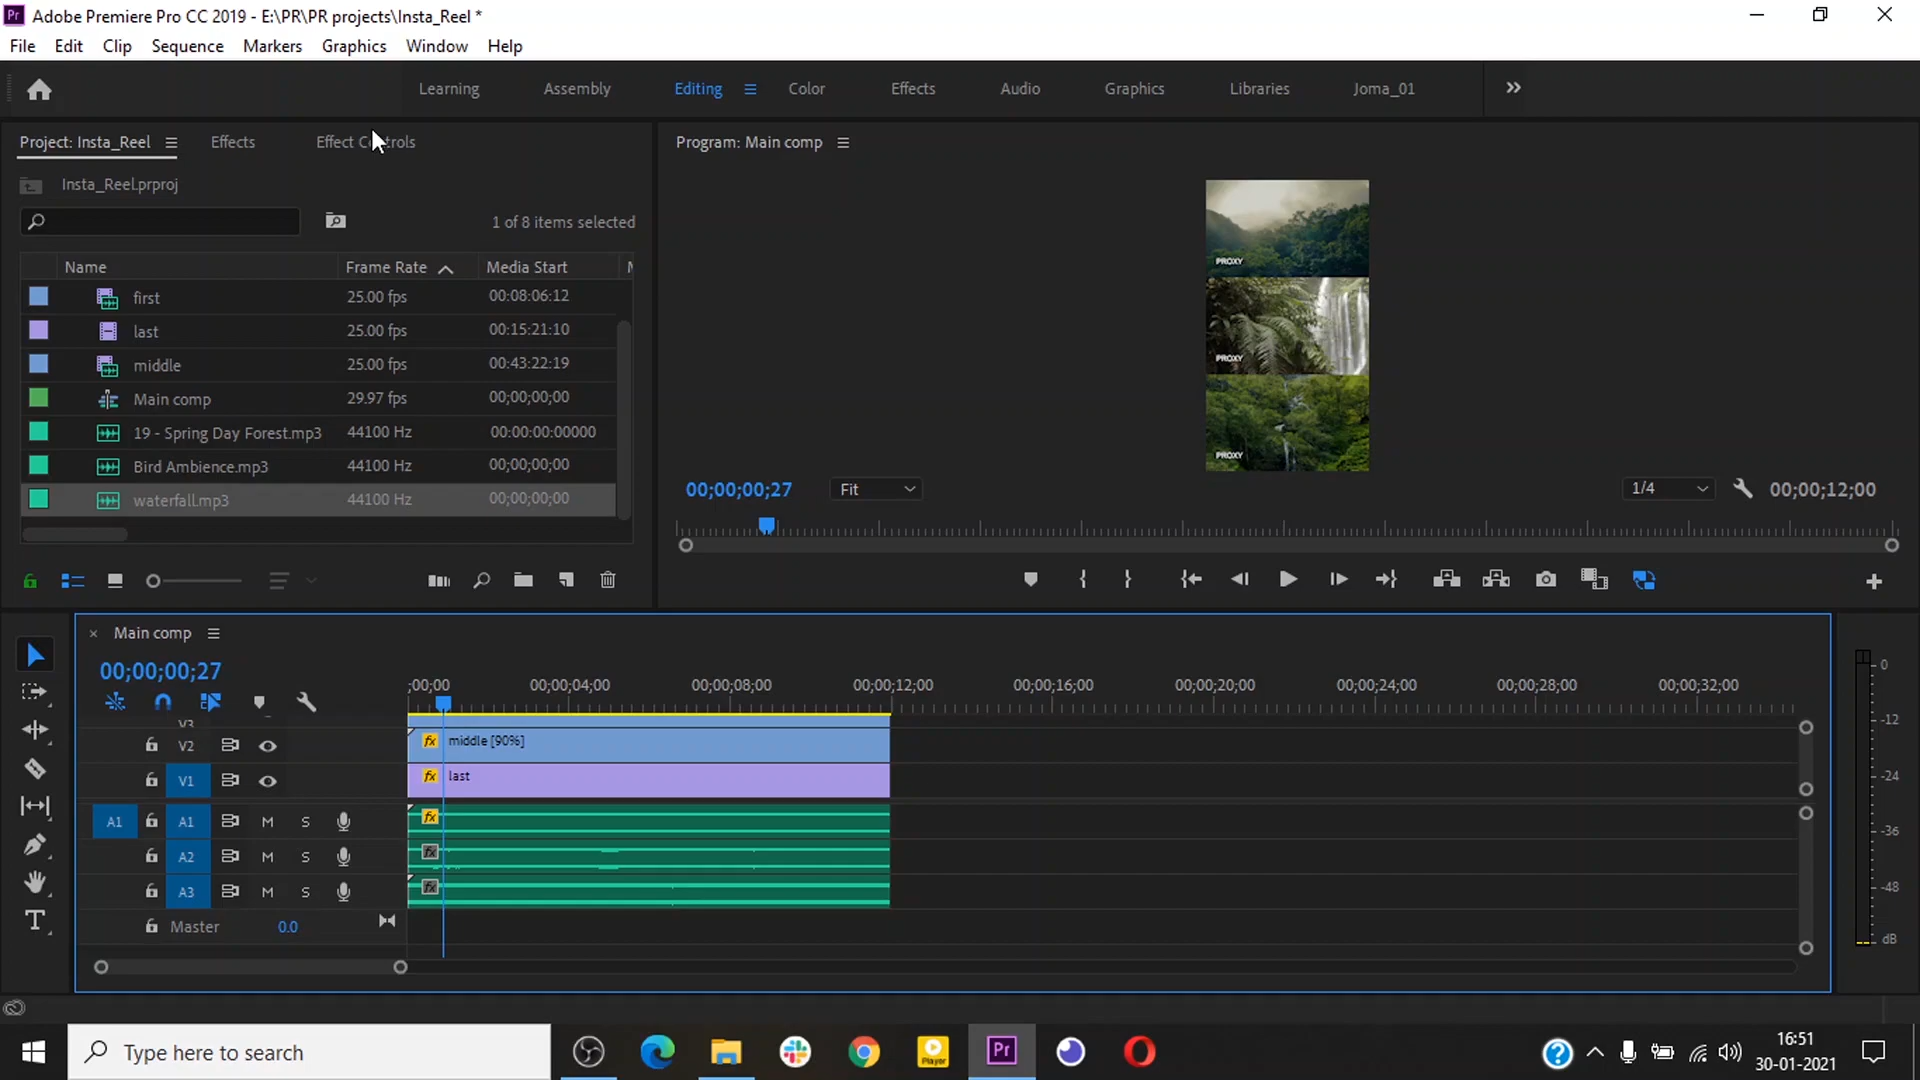 Pr Adobe Premiere Pro CC 2019 - E:\PR\PR projects\Insta_Reel *
File Edit Clip Sequence Markers Graphics Window Help
Learning Assembly Editing Color Effects Audio Graphics Libraries Joma_01
Project: Insta_Reel Effects Effect Controls
Insta_Reel.prproj
1 of 8 items selected
Name Frame Rate Media Start
first 25.00 fps 00:08:06:12
last 25.00 fps 00:15:21:10
middle 25.00 fps 00:43:22:19
Main comp 29.97 fps 00;00;00;00
19 - Spring Day Forest.mp3 44100 Hz 00:00:00:00000
Bird Ambience.mp3 44100 Hz 00;00;00;00
waterfall.mp3 44100 Hz 00;00;00;00
Program: Main comp
PROXY
PROXY
PROXY
00;00;00;27 Fit 1/4 00;00;12;00
Main comp
00;00;00;27
;00;00 00;00;04;00 00;00;08;00 00;00;12;00 00;00;16;00 00;00;20;00 00;00;24;00 00;00;28;00 00;00;32;00
V3
V2 fx middle [90%]
V1 fx last
A1 A1 M S fx
A2 M S fx
A3 M S fx
Master 0.0
0
-12
-24
-36
-48
dB
Type here to search
Player
Pr
16:51
30-01-2021